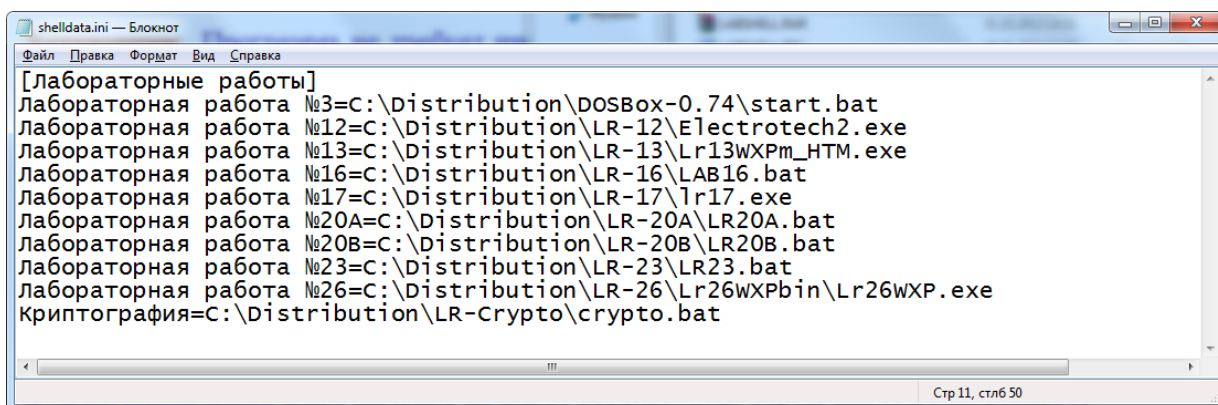 shelldata.ini — Блокнот
Файл Правка Формат Вид Справка
[Лабораторные работы]
Лабораторная работа №3=C:\Distribution\DOSBox-0.74\start.bat
Лабораторная работа №12=C:\Distribution\LR-12\Electrotech2.exe
Лабораторная работа №13=C:\Distribution\LR-13\Lr13WXPm_HTM.exe
Лабораторная работа №16=C:\Distribution\LR-16\LAB16.bat
Лабораторная работа №17=C:\Distribution\LR-17\lr17.exe
Лабораторная работа №20A=C:\Distribution\LR-20A\LR20A.bat
Лабораторная работа №20B=C:\Distribution\LR-20B\LR20B.bat
Лабораторная работа №23=C:\Distribution\LR-23\LR23.bat
Лабораторная работа №26=C:\Distribution\LR-26\Lr26WXPbin\Lr26WXP.exe
Криптография=C:\Distribution\LR-Crypto\crypto.bat
Стр 11, стлб 50